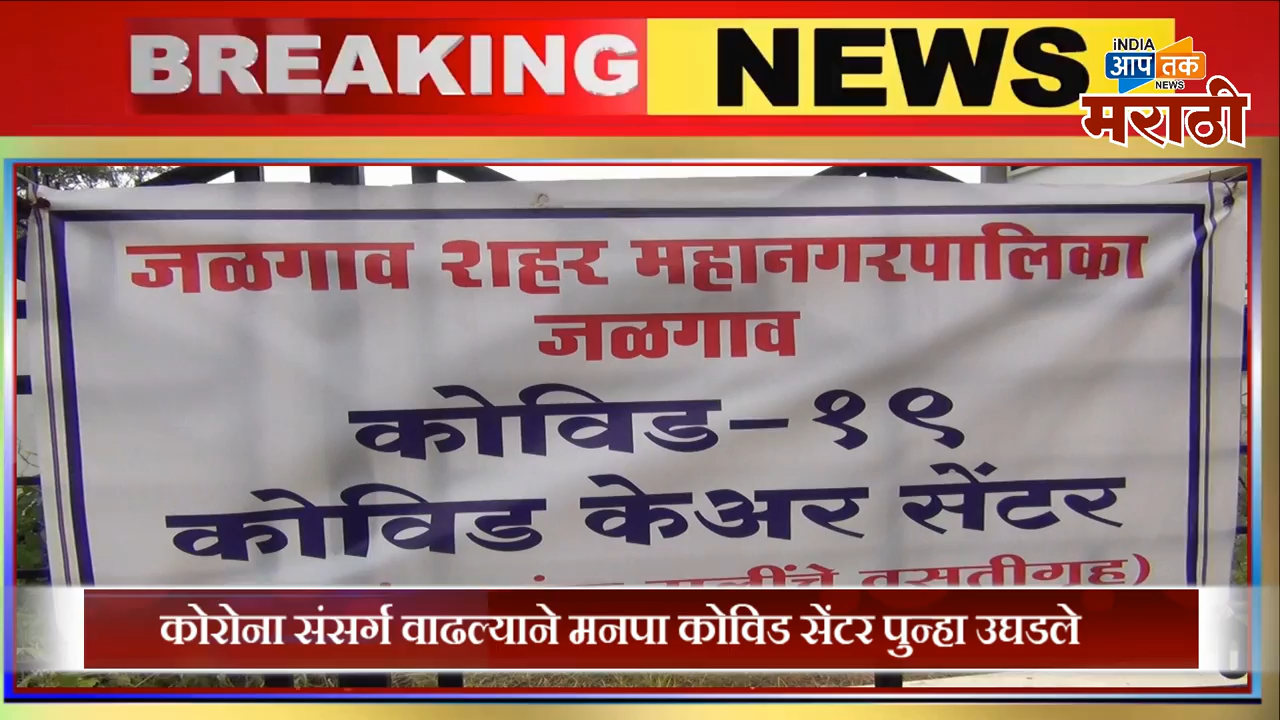 BREAKING NEWS
INDIA
आप तक
NEWS
मराठी
जळगाव शहर महानगरपालिका
जळगाव
कोविड-१९
कोविड केअर सेंटर
मुलींचे वसतीगृह)
कोरोना संसर्ग वाढल्याने मनपा कोविड सेंटर पुन्हा उघडले